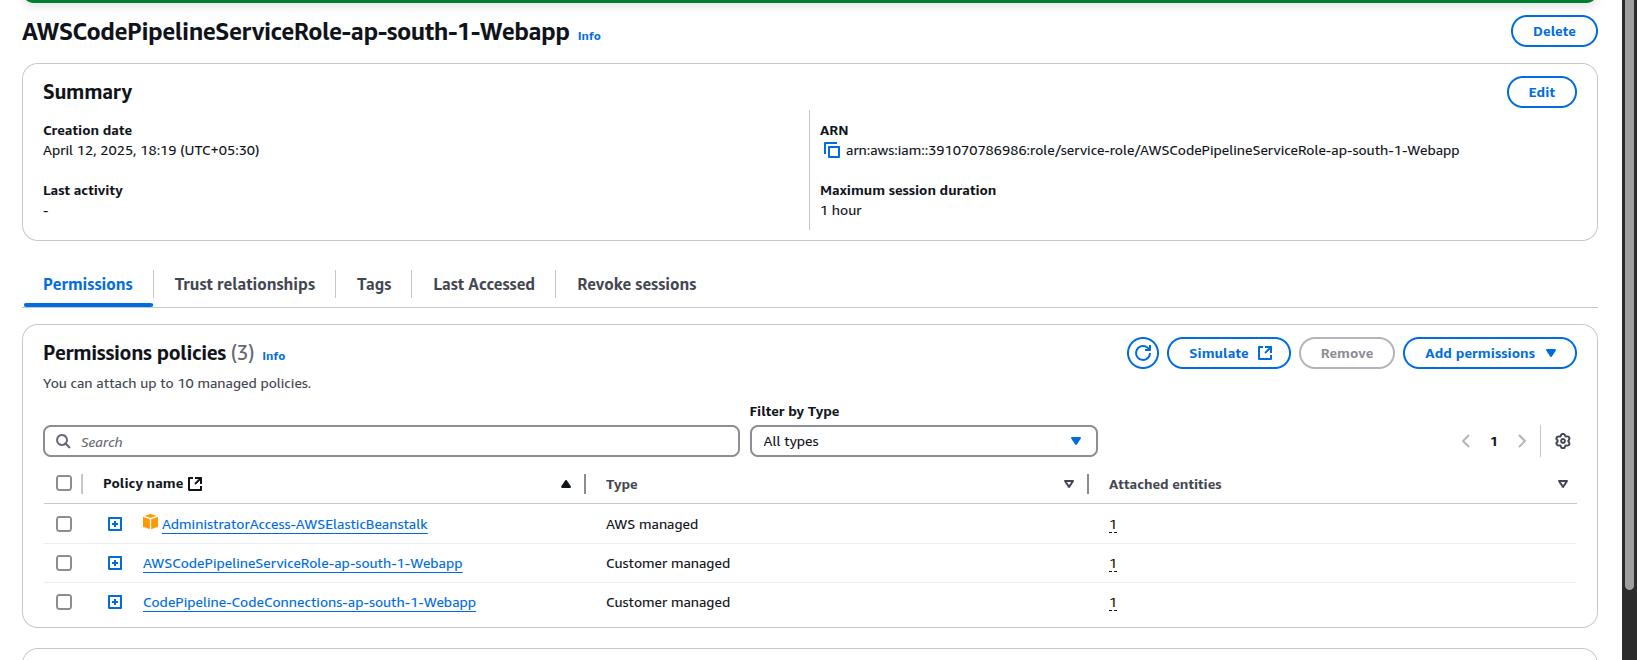 AWSCodePipelineServiceRole-ap-south-1-Webapp Info
Delete
Summary
Edit
Creation date
April 12, 2025, 18:19 (UTC+05:30)
ARN
arn:aws:iam::391070786986:role/service-role/AWSCodePipelineServiceRole-ap-south-1-Webapp
Last activity
-
Maximum session duration
1 hour
Permissions
Trust relationships
Tags
Last Accessed
Revoke sessions
Permissions policies (3) Info
Simulate
Remove
Add permissions
You can attach up to 10 managed policies.
Filter by Type
Search
All types
1
Policy name
Type
Attached entities
AdministratorAccess-AWSElasticBeanstalk
AWS managed
1
AWSCodePipelineServiceRole-ap-south-1-Webapp
Customer managed
1
CodePipeline-CodeConnections-ap-south-1-Webapp
Customer managed
1